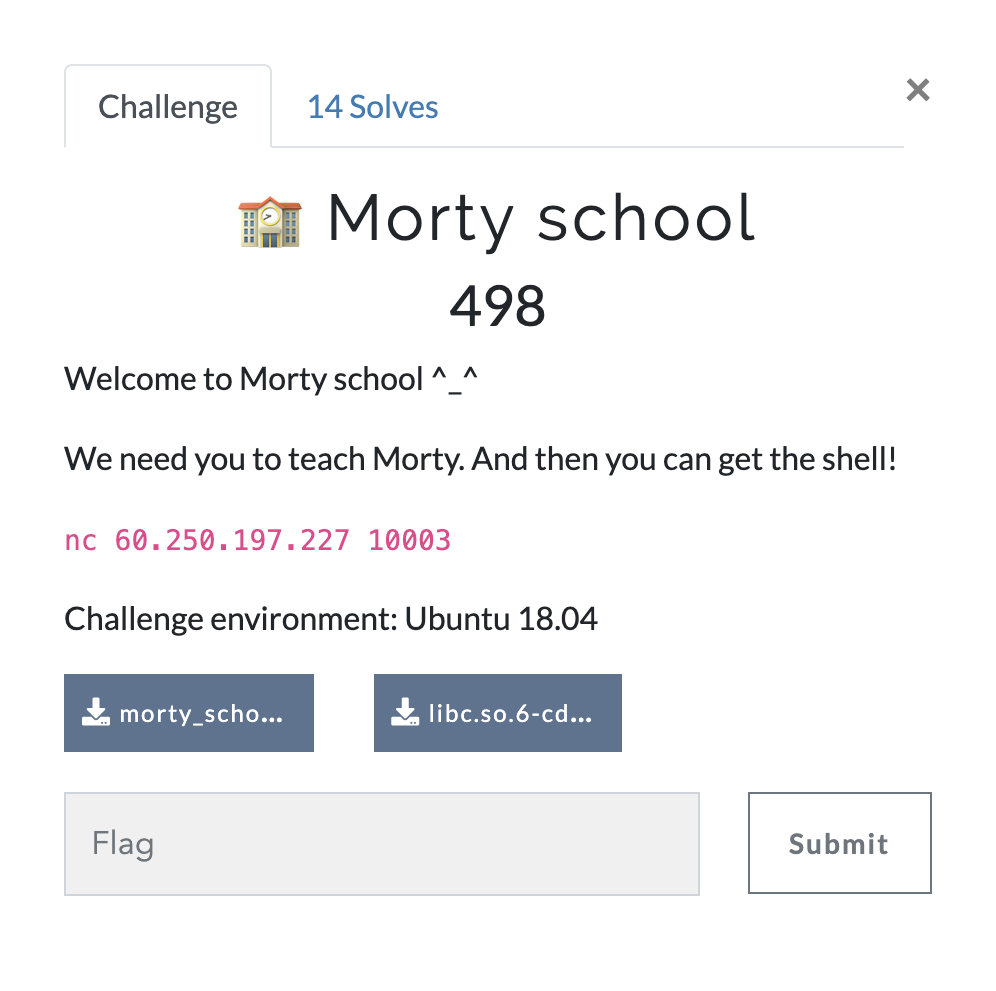 Challenge
14 Solves
×
🏫 Morty school
498
Welcome to Morty school ^_^
We need you to teach Morty. And then you can get the shell!
nc 60.250.197.227 10003
Challenge environment: Ubuntu 18.04
morty_scho...
libc.so.6-cd...
Flag
Submit